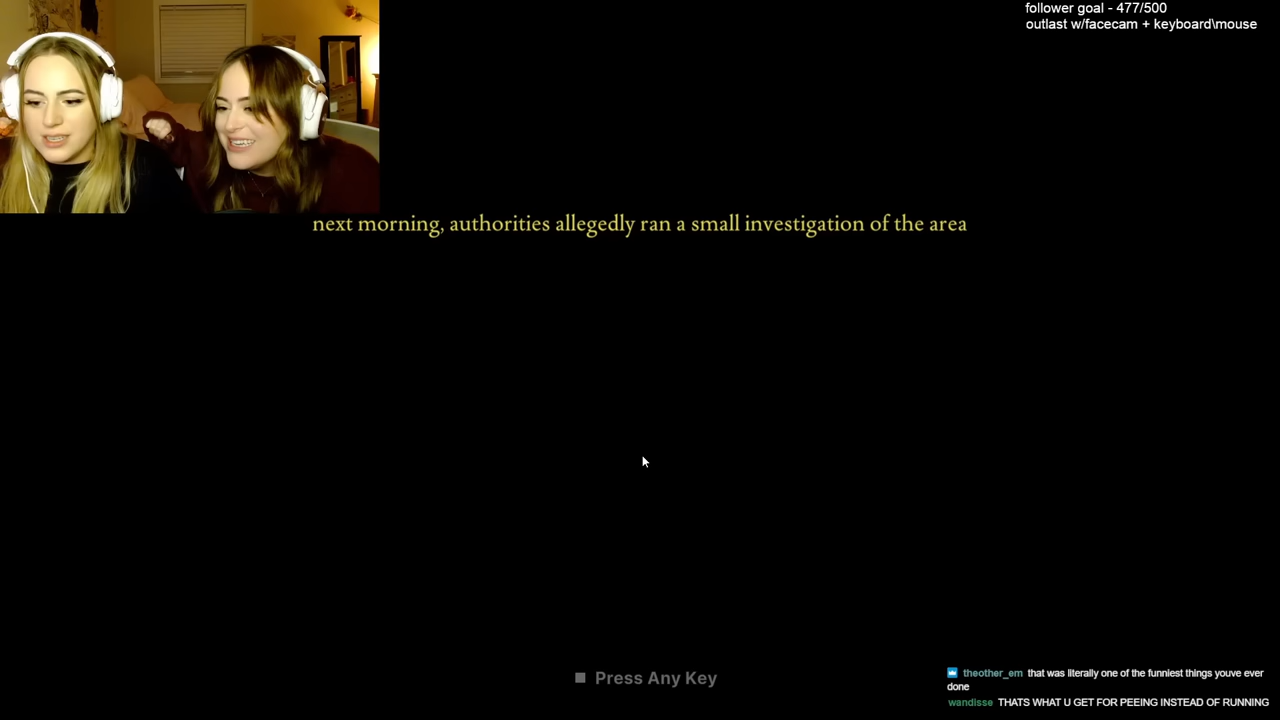 follower goal - 477/500
outlast w/facecam + keyboard\mouse
next morning, authorities allegedly ran a small investigation of the area
Press Any Key
theother_em that was literally one of the funniest things youve ever
done
wandisse THATS WHAT U GET FOR PEEING INSTEAD OF RUNNING